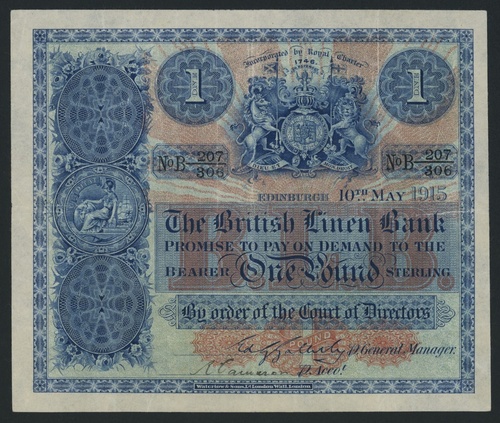 Incorporated by Royal Charter
1746
1 1
No B 207/306 No B 207/306
EDINBURGH 10TH MAY 1915
The British Linen Bank
PROMISE TO PAY ON DEMAND TO THE
BEARER One Pound STERLING
By order of the Court of Directors
p General Manager.
p. Secy.
Waterlow & Sons Ld London Wall, London